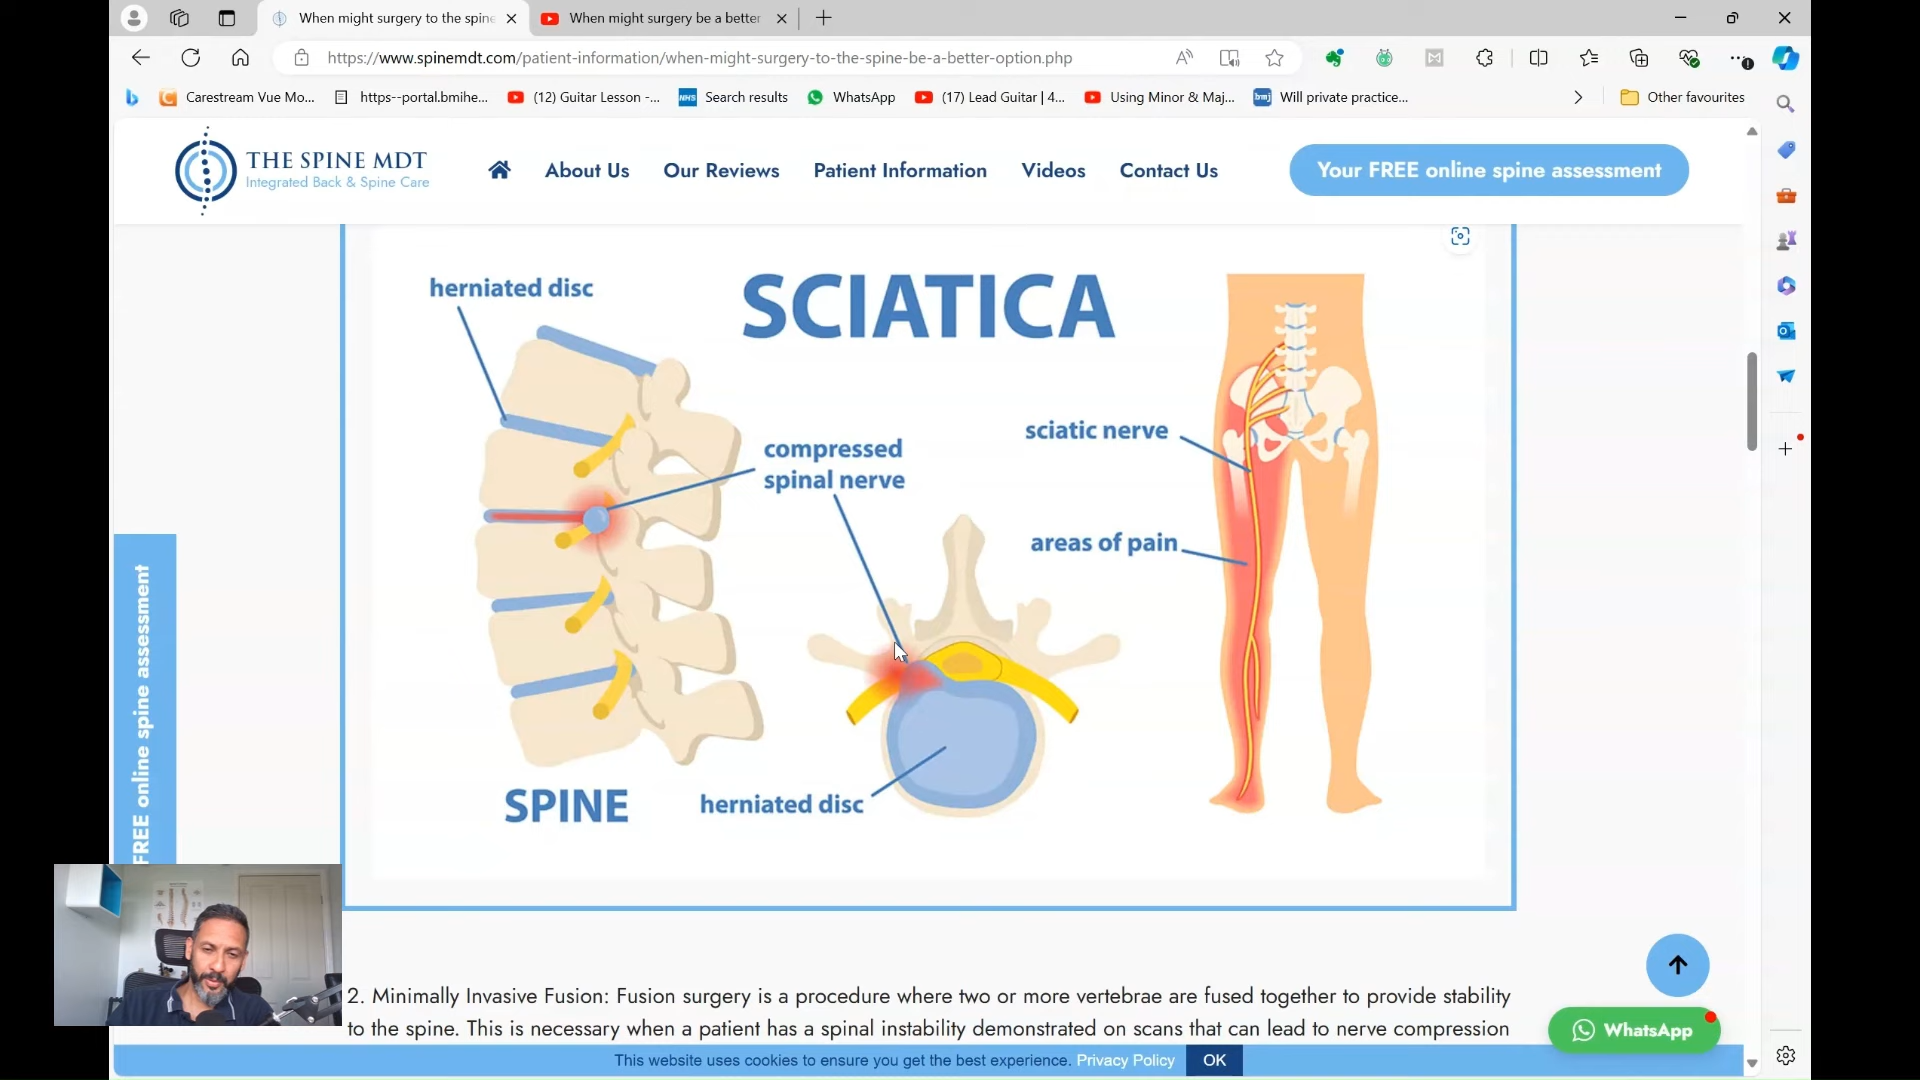 When might surgery to the spine
When might surgery be a better
https://www.spinemdt.com/patient-information/when-might-surgery-to-the-spine-be-a-better-option.php
Carestream Vue Mo...
https--portal.bmihe...
(12) Guitar Lesson -...
NHS
Search results
WhatsApp
(17) Lead Guitar | 4...
Using Minor & Maj...
bmj
Will private practice...
Other favourites
THE SPINE MDT
Integrated Back & Spine Care
About Us
Our Reviews
Patient Information
Videos
Contact Us
Your FREE online spine assessment
SCIATICA
herniated disc
compressed
spinal nerve
sciatic nerve
areas of pain
herniated disc
SPINE
FREE online spine assessment
2. Minimally Invasive Fusion: Fusion surgery is a procedure where two or more vertebrae are fused together to provide stability
to the spine. This is necessary when a patient has a spinal instability demonstrated on scans that can lead to nerve compression
WhatsApp
This website uses cookies to ensure you get the best experience. Privacy Policy OK